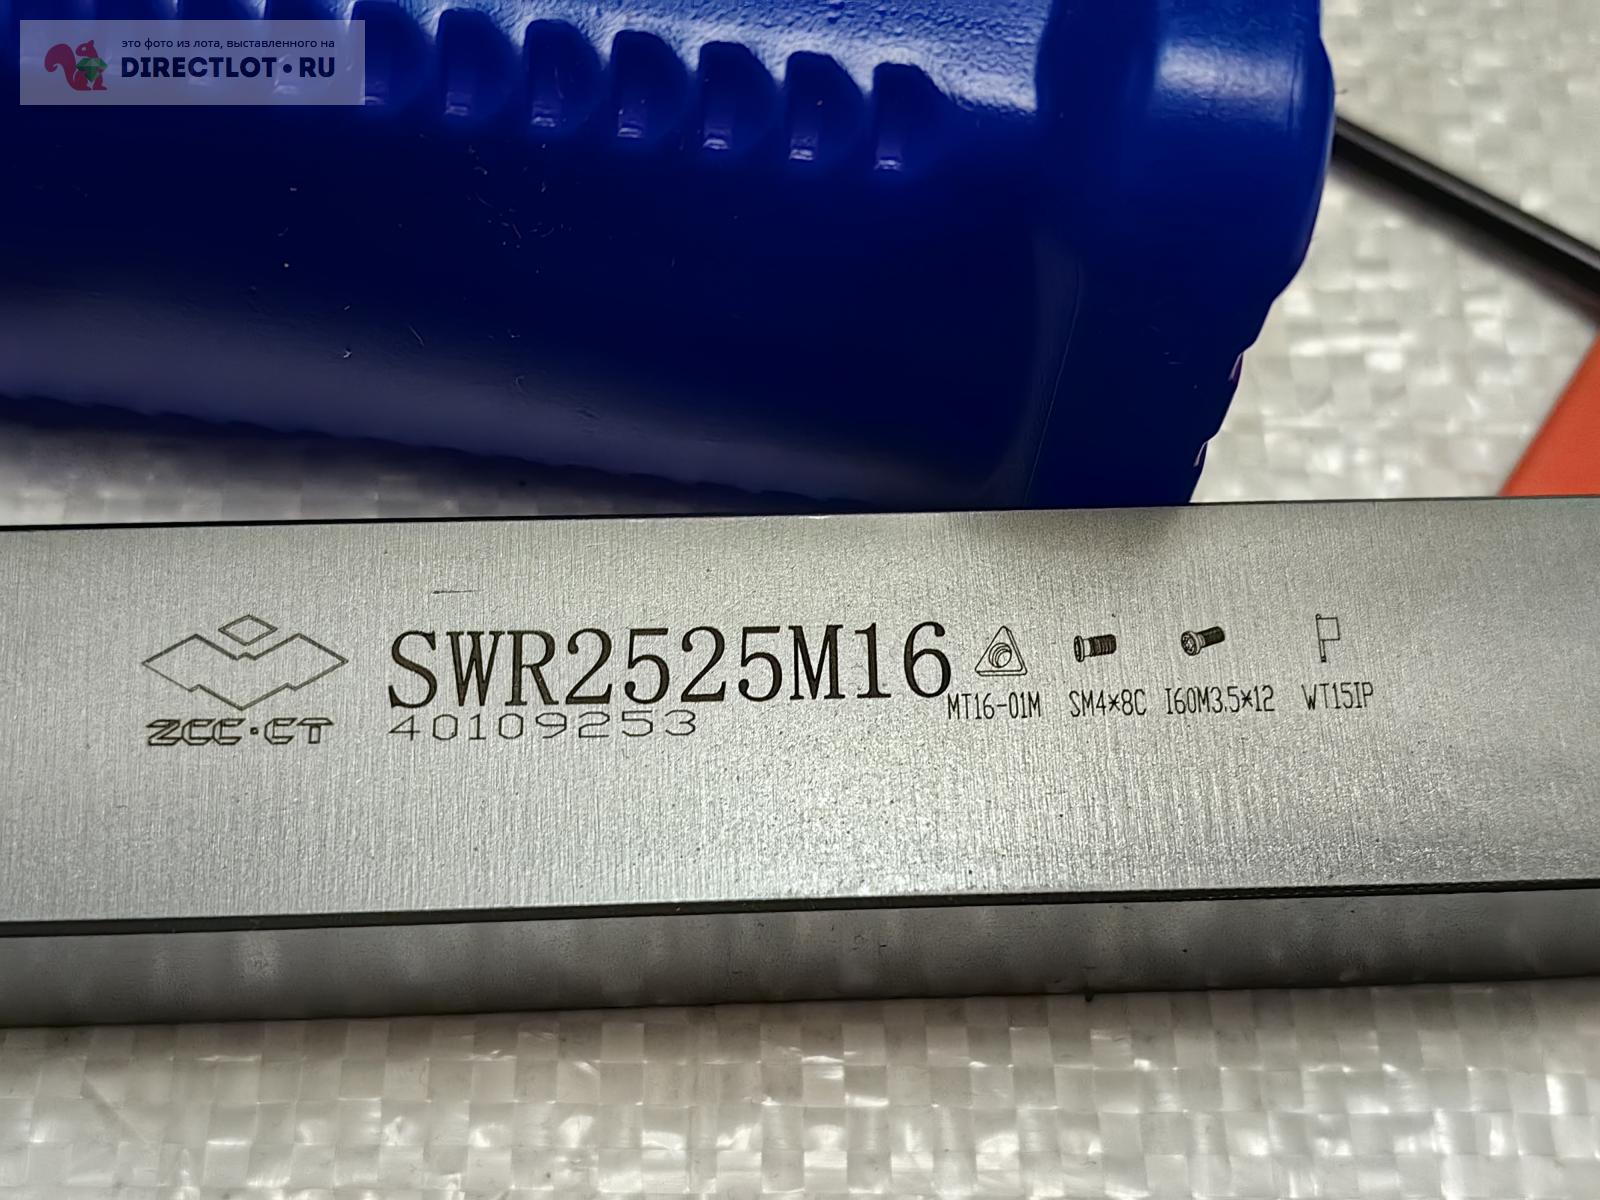 это фото из лота, выставленного на
DIRECTLOT•RU
SWR2525M16
ZCC·CT
40109253
MT16-01M
SM4*8C
I60M3.5*12
WT15IP